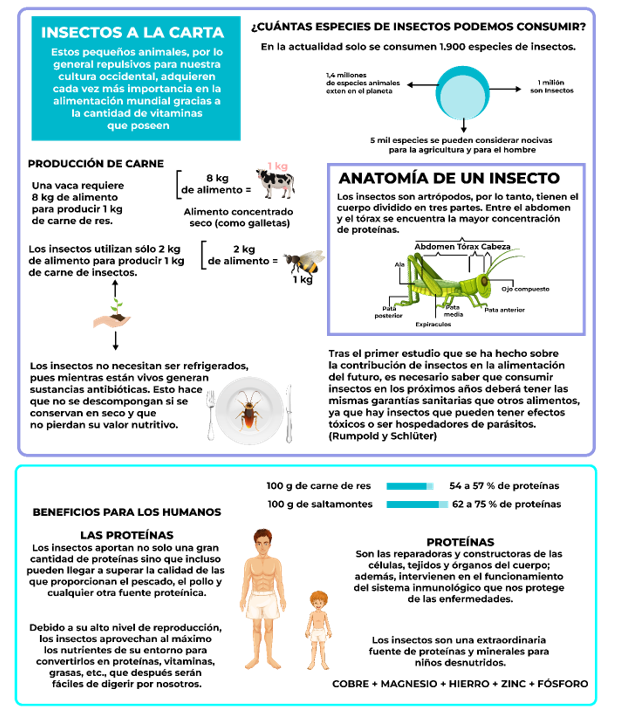 INSECTOS A LA CARTA
Estos pequeños animales, por lo
general repulsivos para nuestra
cultura occidental, adquieren
cada vez más importancia en la
alimentación mundial gracias a
la cantidad de vitaminas
que poseen
¿CUÁNTAS ESPECIES DE INSECTOS PODEMOS CONSUMIR?
En la actualidad solo se consumen 1.900 especies de insectos.
1,4 millones
de especies animales
exten en el planeta
1 milión
son Insectos
5 mil especies se pueden considerar nocivas
para la agricultura y para el hombre
PRODUCCIÓN DE CARNE
Una vaca requiere
8 kg de alimento
para producir 1 kg
de carne de res.
8 kg
de alimento =
1 kg
Alimento concentrado
seco (como galletas)
Los insectos utilizan sólo 2 kg
de alimento para producir 1 kg
de carne de insectos.
2 kg
de alimento =
1 kg
Los insectos no necesitan ser refrigerados,
pues mientras están vivos generan
sustancias antibióticas. Esto hace
que no se descompongan si se
conservan en seco y que
no pierdan su valor nutritivo.
ANATOMÍA DE UN INSECTO
Los insectos son artrópodos, por lo tanto, tienen el
cuerpo dividido en tres partes. Entre el abdomen
y el tórax se encuentra la mayor concentración
de proteínas.
Abdomen Tórax Cabeza
Ala
Ojo compuesto
Pata
posterior
Expiraculos
Pata
media
Pata anterior
Tras el primer estudio que se ha hecho sobre
la contribución de insectos en la alimentación
del futuro, es necesario saber que consumir
insectos en los próximos años deberá tener las
mismas garantías sanitarias que otros alimentos,
ya que hay insectos que pueden tener efectos
tóxicos o ser hospedadores de parásitos.
(Rumpold y Schlüter)
100 g de carne de res
54 a 57 % de proteínas
100 g de saltamontes
62 a 75 % de proteínas
BENEFICIOS PARA LOS HUMANOS
LAS PROTEÍNAS
Los insectos aportan no solo una gran
cantidad de proteínas sino que incluso
pueden llegar a superar la calidad de las
que proporcionan el pescado, el pollo y
cualquier otra fuente proteínica.
Debido a su alto nivel de reproducción,
los insectos aprovechan al máximo
los nutrientes de su entorno para
convertirlos en proteínas, vitaminas,
grasas, etc., que después serán
fáciles de digerir por nosotros.
PROTEÍNAS
Son las reparadoras y constructoras de las
células, tejidos y órganos del cuerpo;
además, intervienen en el funcionamiento
del sistema inmunológico que nos protege
de las enfermedades.
Los insectos son una extraordinaria
fuente de proteínas y minerales para
niños desnutridos.
COBRE + MAGNESIO + HIERRO + ZINC + FÓSFORO